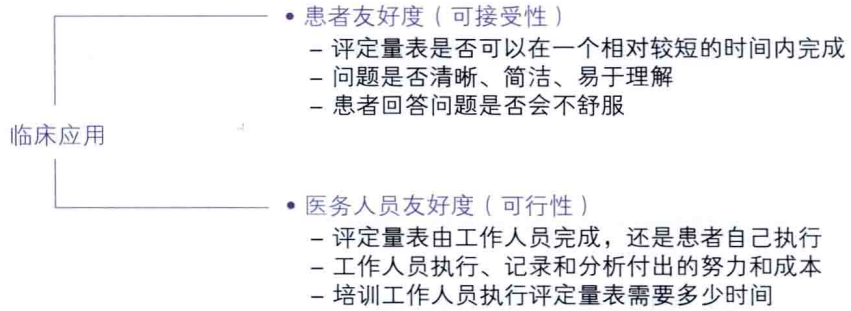 • 患者友好度（可接受性）
– 评定量表是否可以在一个相对较短的时间内完成
– 问题是否清晰、简洁、易于理解
– 患者回答问题是否会不舒服
临床应用
• 医务人员友好度（可行性）
– 评定量表由工作人员完成，还是患者自己执行
– 工作人员执行、记录和分析付出的努力和成本
– 培训工作人员执行评定量表需要多少时间